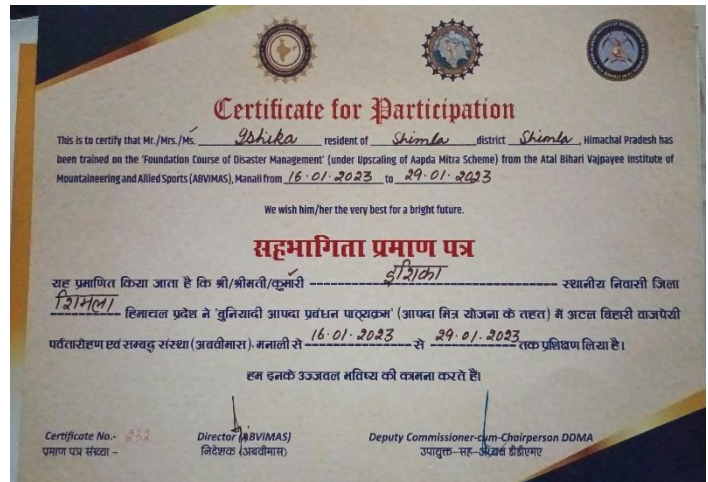 Certificate for Participation
This is to certify that Mr./Mrs./Ms. Ishika resident of Shimla district Shimla, Himachal Pradesh has
been trained on the 'Foundation Course of Disaster Management' (under Upscaling of Aapda Mitra Scheme) from the Atal Bihari Vajpayee Institute of
Mountaineering and Allied Sports (ABVIMAS), Manali from 16.01.2023 to 29.01.2023
We wish him/her the very best for a bright future.
सहभागिता प्रमाण पत्र
यह प्रमाणित किया जाता है कि श्री/श्रीमती/कुमारी इशिका स्थानीय निवासी जिला
शिमला हिमाचल प्रदेश ने 'बुनियादी आपदा प्रबंधन पाठ्यक्रम' (आपदा मित्र योजना के तहत) में अटल बिहारी वाजपेयी
पर्वतारोहण एवं सम्बद्ध संस्था (अबवीमास), मनाली से 16.01.2023 से 29.01.2023 तक प्रशिक्षण लिया है।
हम इनके उज्जवल भविष्य की कामना करते हैं।
Certificate No.- 232 Director (ABVIMAS) Deputy Commissioner-cum-Chairperson DDMA
प्रमाण पत्र संख्या – निदेशक (अबवीमास) उपायुक्त-सह-अध्यक्ष डीडीएमए